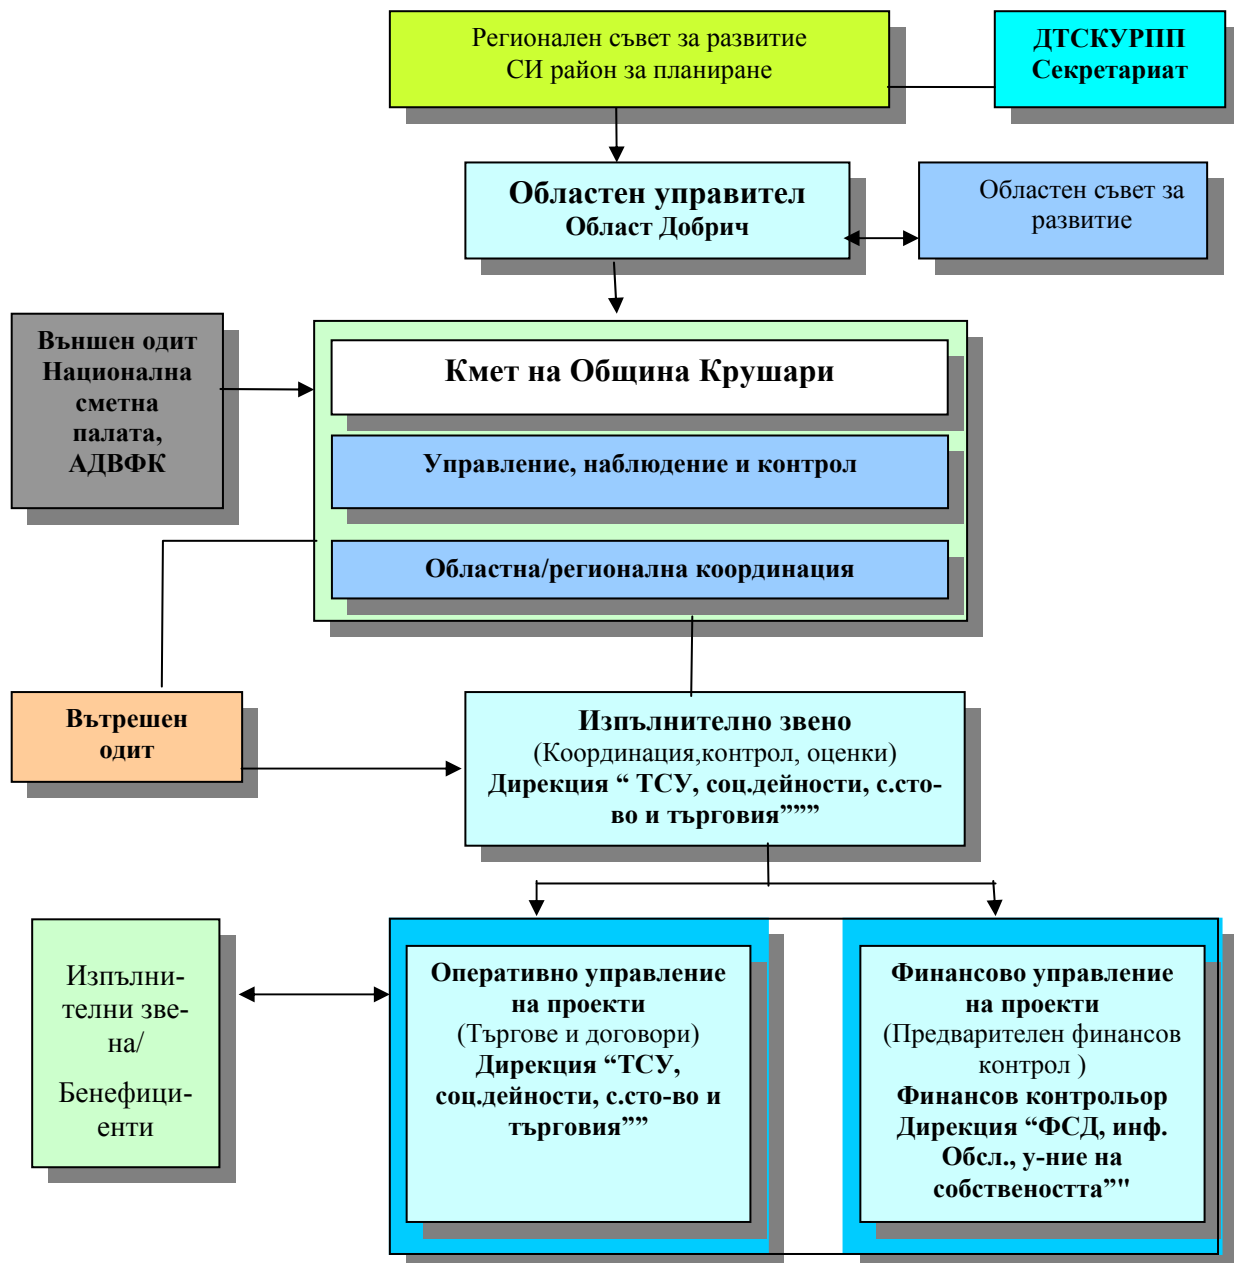 Регионален съвет за развитие
СИ район за планиране
ДТСКУРПП
Секретариат
Областен управител
Област Добрич
Областен съвет за
развитие
Външен одит
Национална
сметна
палата,
АДВФК
Кмет на Община Крушари
Управление, наблюдение и контрол
Областна/регионална координация
Вътрешен
одит
Изпълнително звено
(Координация,контрол, оценки)
Дирекция “ ТСУ, соц.дейности, с.сто-
во и търговия”””
Изпълни-
телни зве-
на/
Бенефици-
енти
Оперативно управление
на проекти
(Търгове и договори)
Дирекция “ТСУ,
соц.дейности, с.сто-во и
търговия””
Финансово управление
на проекти
(Предварителен финансов
контрол )
Финансов контрольор
Дирекция “ФСД, инф.
Обсл., у-ние на
собствеността”"